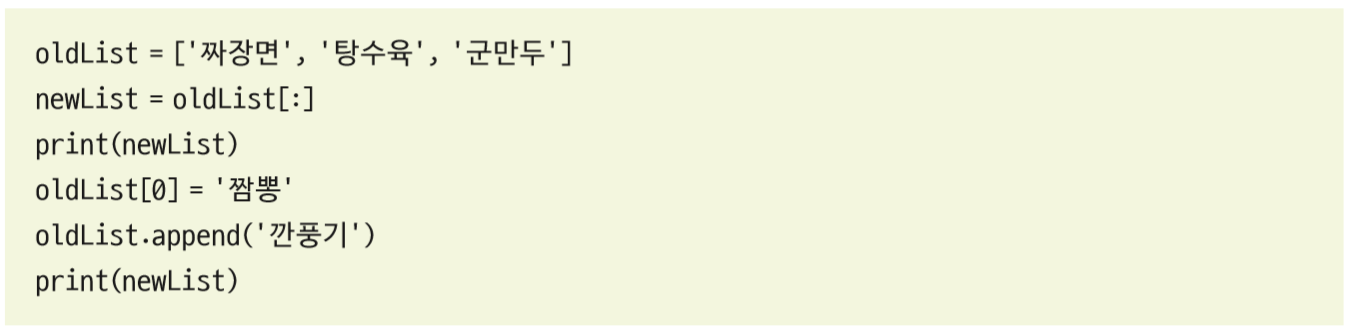 oldList = ['짜장면', '탕수육', '군만두']
newList = oldList[:]
print(newList)
oldList[0] = '짬뽕'
oldList.append('깐풍기')
print(newList)